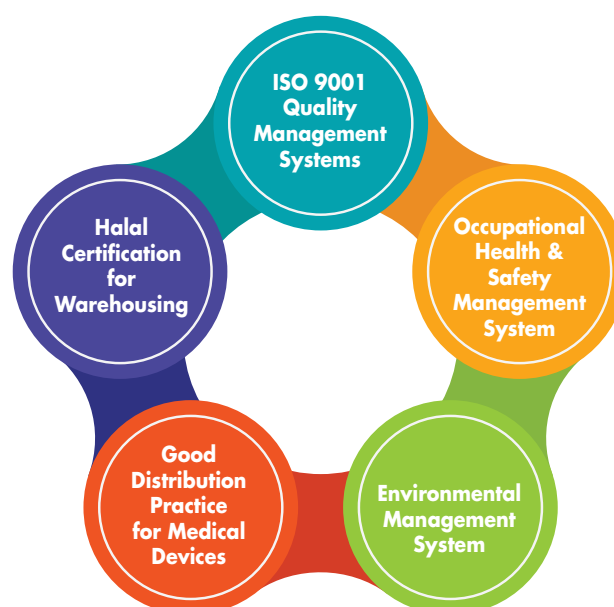 ISO 9001
Quality
Management
Systems
Occupational
Health &
Safety
Management
System
Environmental
Management
System
Good
Distribution
Practice
for Medical
Devices
Halal
Certification
for
Warehousing